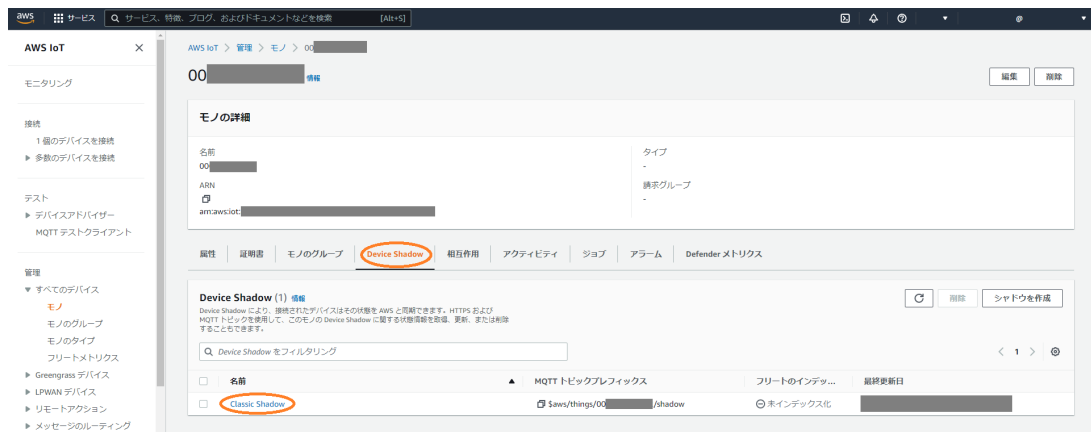 aws
サービス
サービス、特徴、ブログ、およびドキュメントなどを検索
[Alt+S]
@
AWS IoT
モニタリング
接続
1 個のデバイスを接続
多数のデバイスを接続
テスト
デバイスアドバイザー
MQTT テストクライアント
管理
すべてのデバイス
モノ
モノのグループ
モノのタイプ
フリートメトリクス
Greengrass デバイス
LPWAN デバイス
リモートアクション
メッセージのルーティング
AWS IoT > 管理 > モノ > 00
00 情報
編集
削除
モノの詳細
名前
00
ARN
arn:aws:iot:
タイプ
-
請求グループ
-
属性 証明書 モノのグループ Device Shadow 相互作用 アクティビティ ジョブ アラーム Defender メトリクス
Device Shadow (1) 情報
Device Shadow により、接続されたデバイスはその状態を AWS と同期できます。HTTPS および
MQTT トピックを使用して、このモノの Device Shadow に関する状態情報を取得、更新、または削除
することもできます。
削除
シャドウを作成
Device Shadow をフィルタリング
< 1 >
名前 MQTT トピックプレフィックス フリートのインデッ... 最終更新日
Classic Shadow $aws/things/00 /shadow 未インデックス化